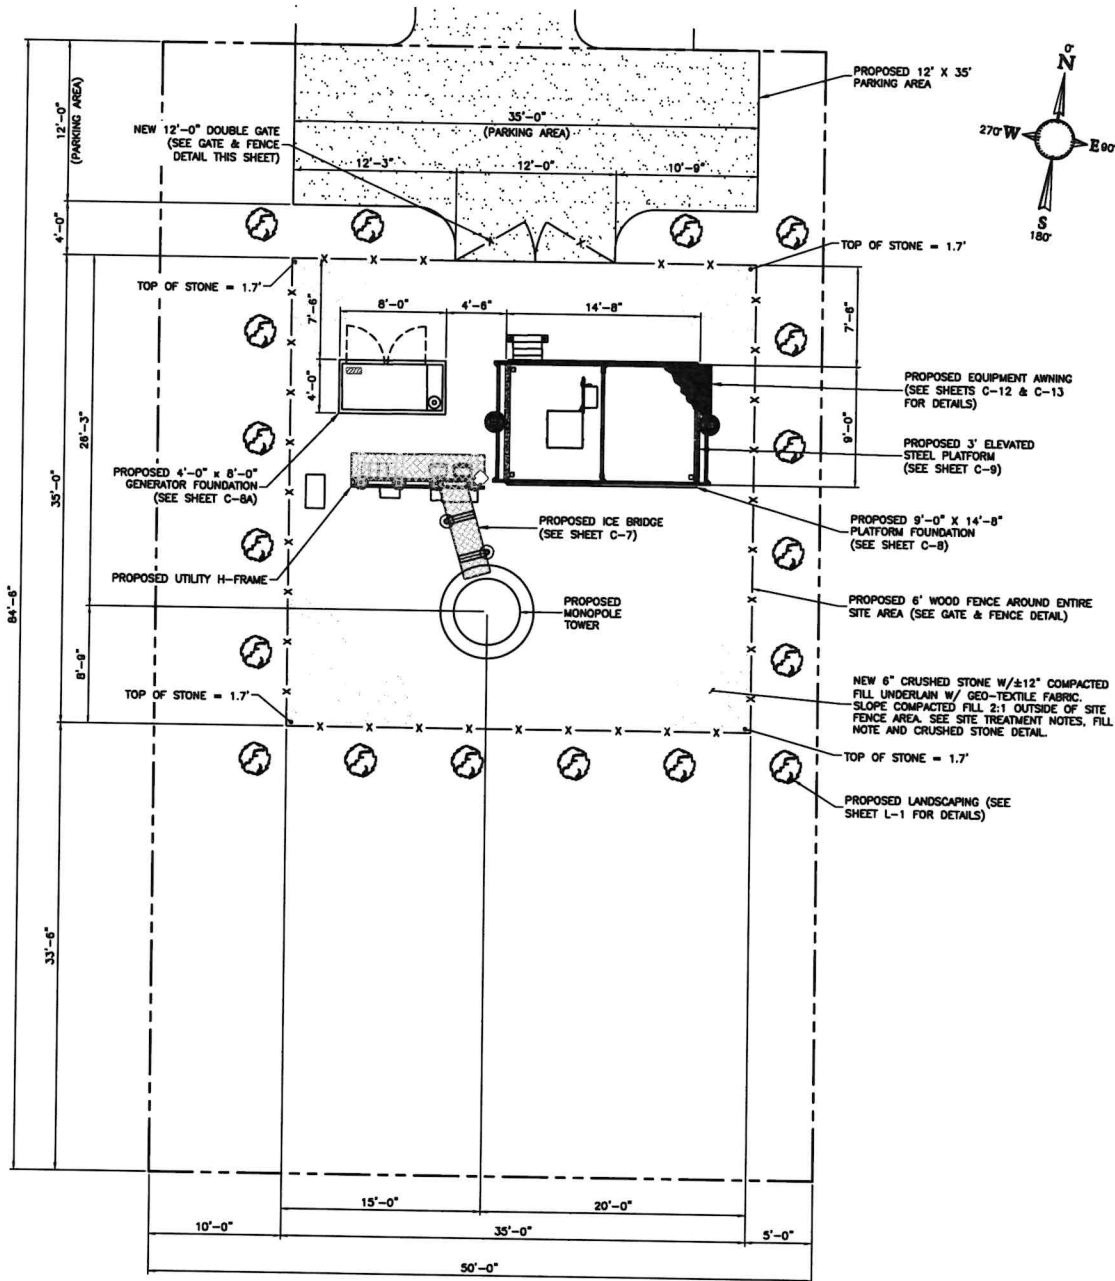 0°
N
270° W
E 90°
S
180°
PROPOSED 12' X 35'
PARKING AREA
12'-0"
(PARKING AREA)
35'-0"
(PARKING AREA)
NEW 12'-0" DOUBLE GATE
(SEE GATE & FENCE
DETAIL THIS SHEET)
12'-3"
12'-0"
10'-9"
4'-0"
TOP OF STONE = 1.7'
TOP OF STONE = 1.7'
7'-6"
8'-0"
4'-6"
14'-8"
7'-6"
4'-0"
9'-0"
PROPOSED EQUIPMENT AWNING
(SEE SHEETS C-12 & C-13
FOR DETAILS)
PROPOSED 3' ELEVATED
STEEL PLATFORM
(SEE SHEET C-9)
26'-3"
35'-0"
84'-6"
PROPOSED 4'-0" x 8'-0"
GENERATOR FOUNDATION
(SEE SHEET C-8A)
PROPOSED ICE BRIDGE
(SEE SHEET C-7)
PROPOSED 9'-0" X 14'-8"
PLATFORM FOUNDATION
(SEE SHEET C-8)
PROPOSED UTILITY H-FRAME
PROPOSED
MONOPOLE
TOWER
PROPOSED 6' WOOD FENCE AROUND ENTIRE
SITE AREA (SEE GATE & FENCE DETAIL)
8'-9"
TOP OF STONE = 1.7'
NEW 6" CRUSHED STONE W/±12" COMPACTED
FILL UNDERLAIN W/ GEO-TEXTILE FABRIC.
SLOPE COMPACTED FILL 2:1 OUTSIDE OF SITE
FENCE AREA. SEE SITE TREATMENT NOTES, FILL
NOTE AND CRUSHED STONE DETAIL.
TOP OF STONE = 1.7'
PROPOSED LANDSCAPING (SEE
SHEET L-1 FOR DETAILS)
33'-6"
15'-0"
20'-0"
10'-0"
35'-0"
5'-0"
50'-0"